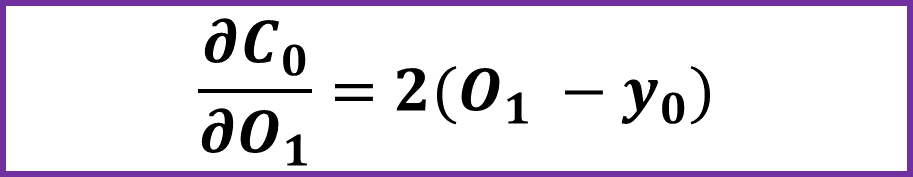 ∂C₀/∂O₁ = 2(O₁ − y₀)